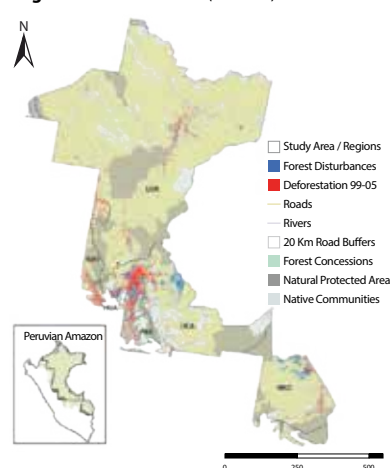 N
Study Area / Regions
Forest Disturbances
Deforestation 99-05
Roads
Rivers
20 Km Road Buffers
Forest Concessions
Natural Protected Area
Native Communities
Peruvian Amazon
0 250 500